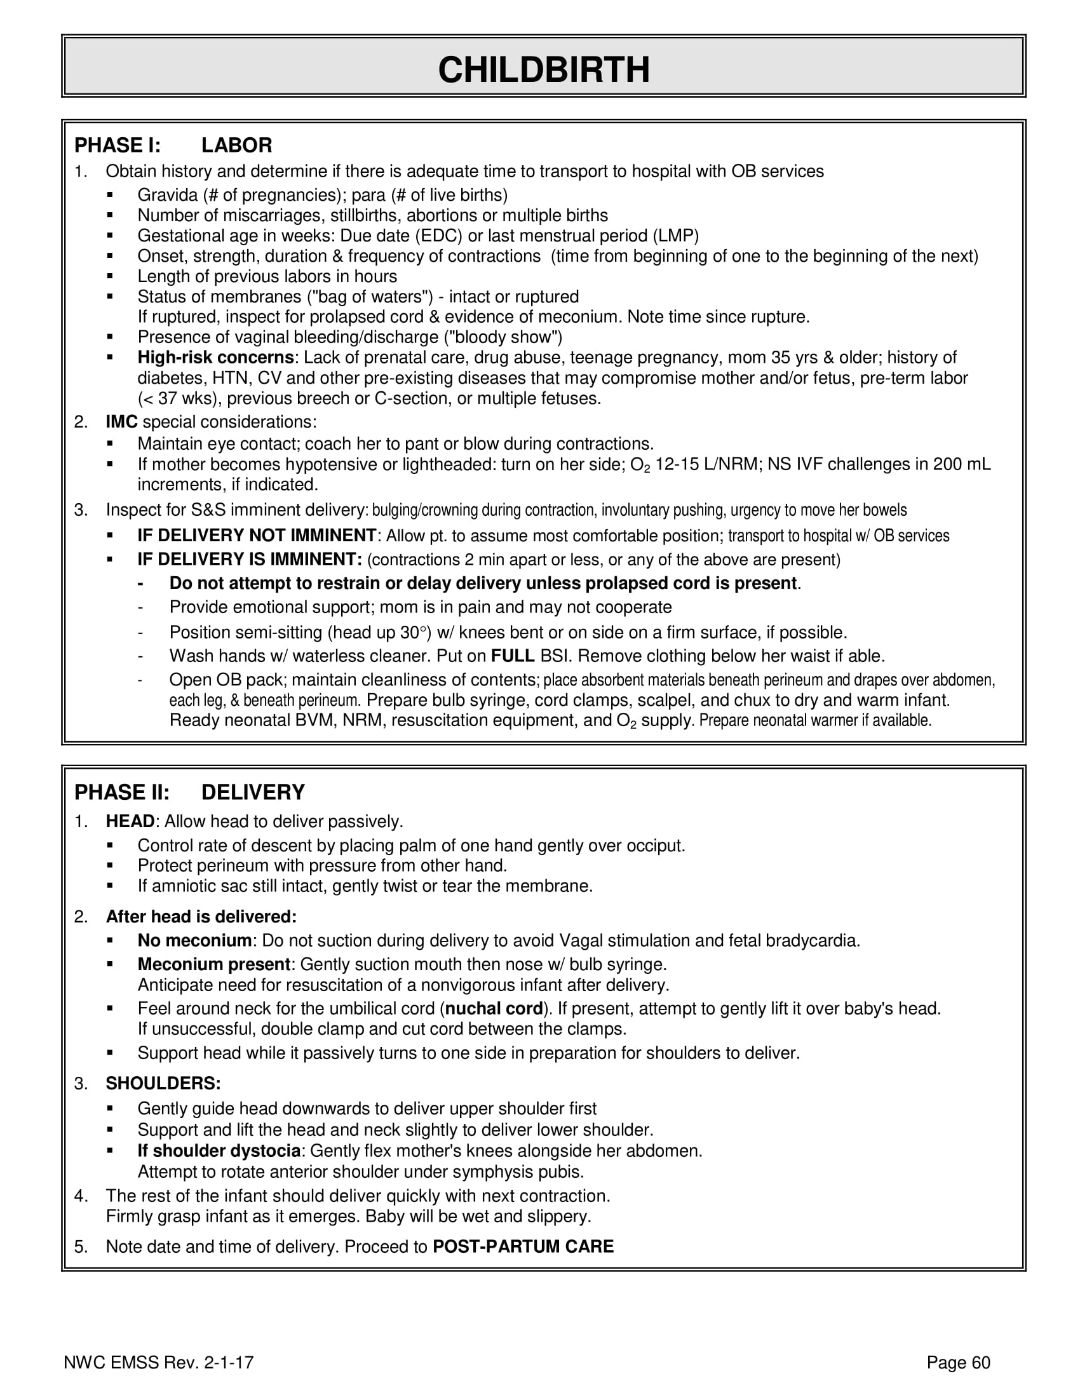 CHILDBIRTH
PHASE I: LABOR
1. Obtain history and determine if there is adequate time to transport to hospital with OB services
▪ Gravida (# of pregnancies); para (# of live births)
▪ Number of miscarriages, stillbirths, abortions or multiple births
▪ Gestational age in weeks: Due date (EDC) or last menstrual period (LMP)
▪ Onset, strength, duration & frequency of contractions (time from beginning of one to the beginning of the next)
▪ Length of previous labors in hours
▪ Status of membranes ("bag of waters") - intact or ruptured
If ruptured, inspect for prolapsed cord & evidence of meconium. Note time since rupture.
▪ Presence of vaginal bleeding/discharge ("bloody show")
▪ High-risk concerns: Lack of prenatal care, drug abuse, teenage pregnancy, mom 35 yrs & older; history of
diabetes, HTN, CV and other pre-existing diseases that may compromise mother and/or fetus, pre-term labor
(< 37 wks), previous breech or C-section, or multiple fetuses.
2. IMC special considerations:
▪ Maintain eye contact; coach her to pant or blow during contractions.
▪ If mother becomes hypotensive or lightheaded: turn on her side; O2 12-15 L/NRM; NS IVF challenges in 200 mL
increments, if indicated.
3. Inspect for S&S imminent delivery: bulging/crowning during contraction, involuntary pushing, urgency to move her bowels
▪ IF DELIVERY NOT IMMINENT: Allow pt. to assume most comfortable position; transport to hospital w/ OB services
▪ IF DELIVERY IS IMMINENT: (contractions 2 min apart or less, or any of the above are present)
- Do not attempt to restrain or delay delivery unless prolapsed cord is present.
- Provide emotional support; mom is in pain and may not cooperate
- Position semi-sitting (head up 30°) w/ knees bent or on side on a firm surface, if possible.
- Wash hands w/ waterless cleaner. Put on FULL BSI. Remove clothing below her waist if able.
- Open OB pack; maintain cleanliness of contents; place absorbent materials beneath perineum and drapes over abdomen,
each leg, & beneath perineum. Prepare bulb syringe, cord clamps, scalpel, and chux to dry and warm infant.
Ready neonatal BVM, NRM, resuscitation equipment, and O2 supply. Prepare neonatal warmer if available.
PHASE II: DELIVERY
1. HEAD: Allow head to deliver passively.
▪ Control rate of descent by placing palm of one hand gently over occiput.
▪ Protect perineum with pressure from other hand.
▪ If amniotic sac still intact, gently twist or tear the membrane.
2. After head is delivered:
▪ No meconium: Do not suction during delivery to avoid Vagal stimulation and fetal bradycardia.
▪ Meconium present: Gently suction mouth then nose w/ bulb syringe.
Anticipate need for resuscitation of a nonvigorous infant after delivery.
▪ Feel around neck for the umbilical cord (nuchal cord). If present, attempt to gently lift it over baby's head.
If unsuccessful, double clamp and cut cord between the clamps.
▪ Support head while it passively turns to one side in preparation for shoulders to deliver.
3. SHOULDERS:
▪ Gently guide head downwards to deliver upper shoulder first
▪ Support and lift the head and neck slightly to deliver lower shoulder.
▪ If shoulder dystocia: Gently flex mother's knees alongside her abdomen.
Attempt to rotate anterior shoulder under symphysis pubis.
4. The rest of the infant should deliver quickly with next contraction.
Firmly grasp infant as it emerges. Baby will be wet and slippery.
5. Note date and time of delivery. Proceed to POST-PARTUM CARE
NWC EMSS Rev. 2-1-17 Page 60